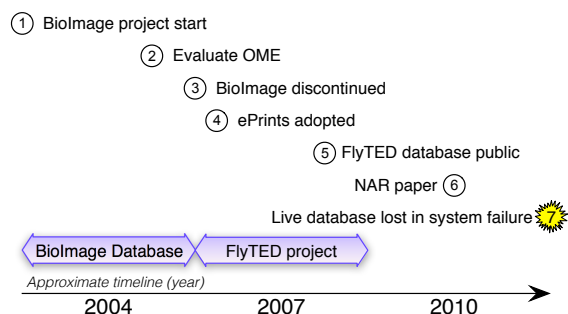 1 BioImage project start
2 Evaluate OME
3 BioImage discontinued
4 ePrints adopted
5 FlyTED database public
NAR paper 6
Live database lost in system failure 7
BioImage Database FlyTED project
Approximate timeline (year)
2004 2007 2010